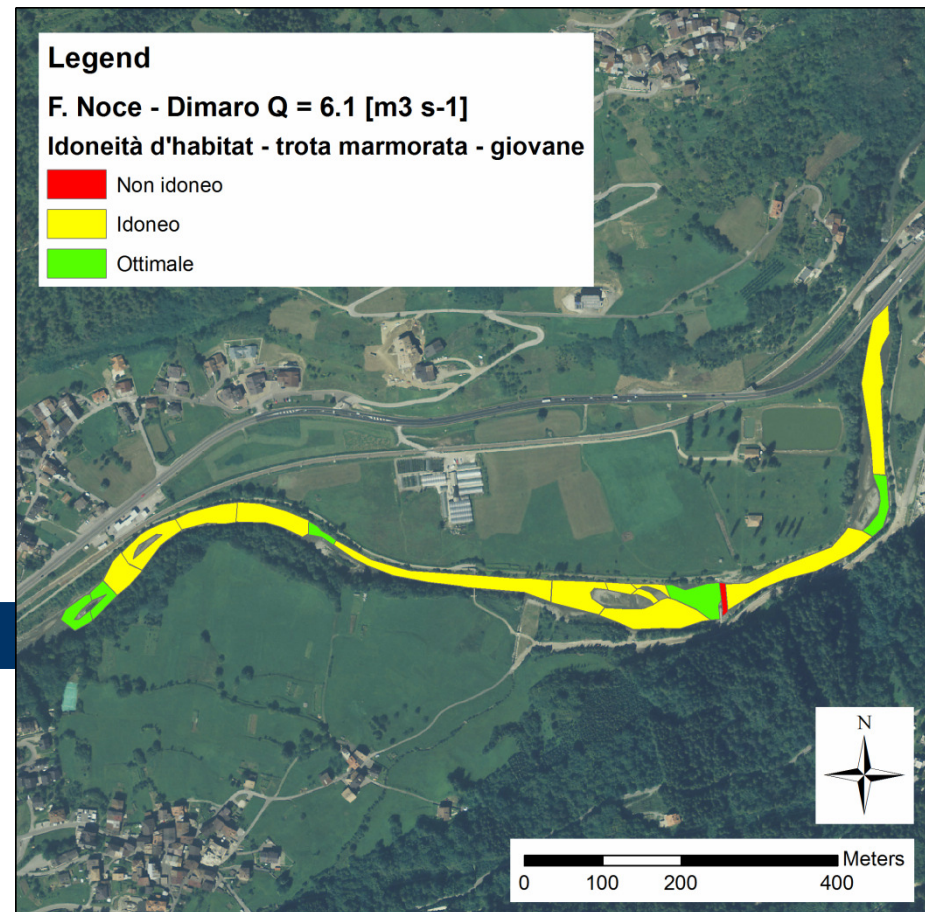 Legend
F. Noce - Dimaro Q = 6.1 [m3 s-1]
Idoneità d'habitat - trota marmorata - giovane
Non idoneo
Idoneo
Ottimale
N
Meters
0 100 200 400